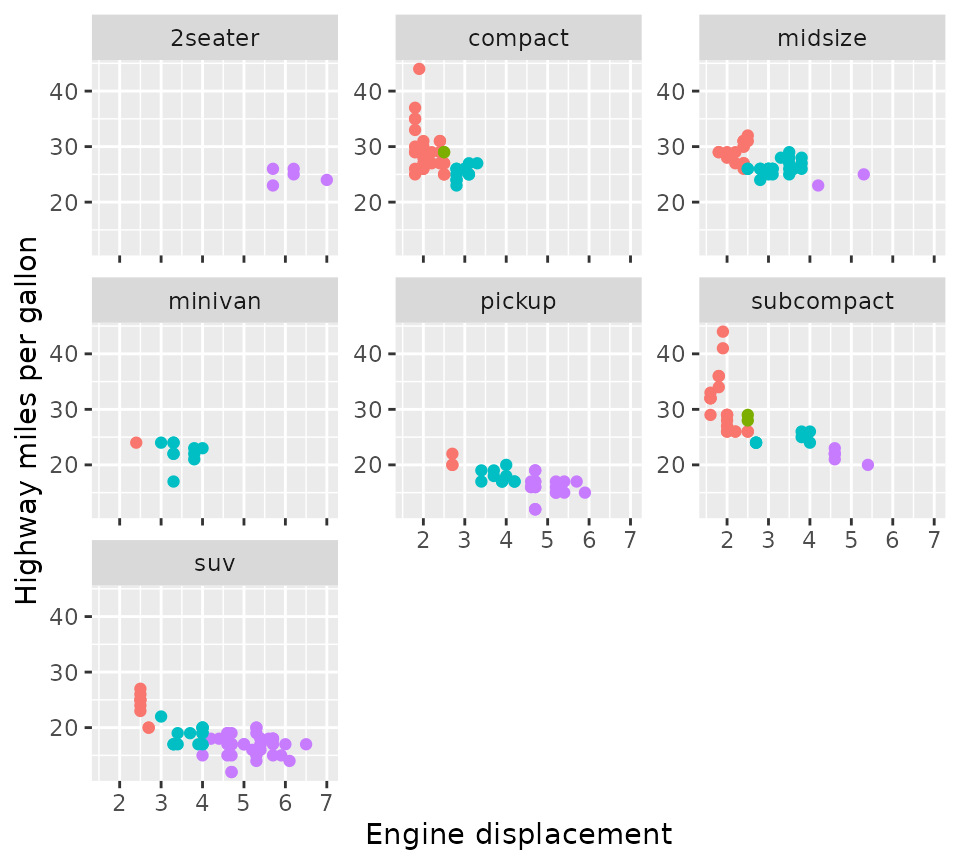 2seater compact midsize
40 40 40
30 30 30
20 20 20
minivan pickup subcompact
40 40 40
30 30 30
20 20 20
2 3 4 5 6 7 2 3 4 5 6 7
suv
40
30
20
2 3 4 5 6 7
Highway miles per gallon
Engine displacement